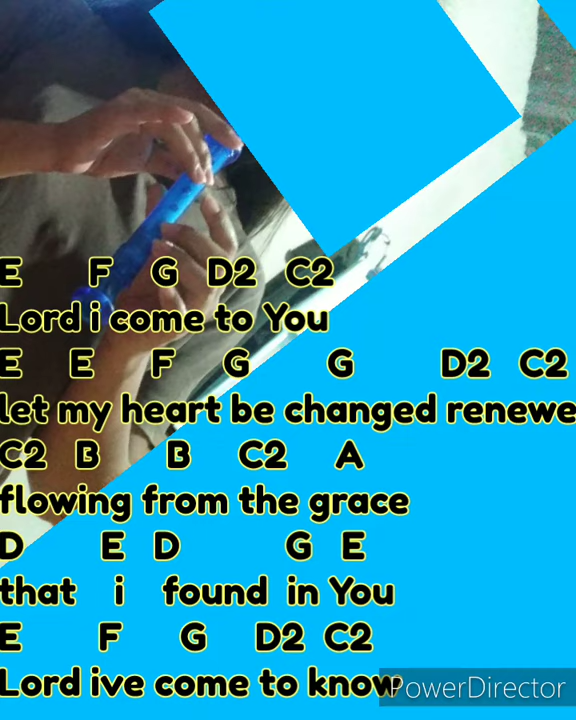 E F G D2 C2
Lord i come to You
E E F G G D2 C2
let my heart be changed renewe
C2 B B C2 A
flowing from the grace
D E D G E
that i found in You
E F G D2 C2
Lord ive come to know
PowerDirector